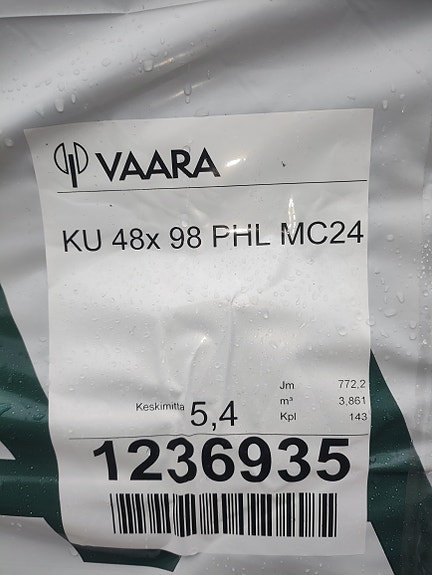 VAARA
KU 48x 98 PHL MC24
Jm 772,2
m³ 3,861
Keskimitta 5,4 Kpl 143
1236935